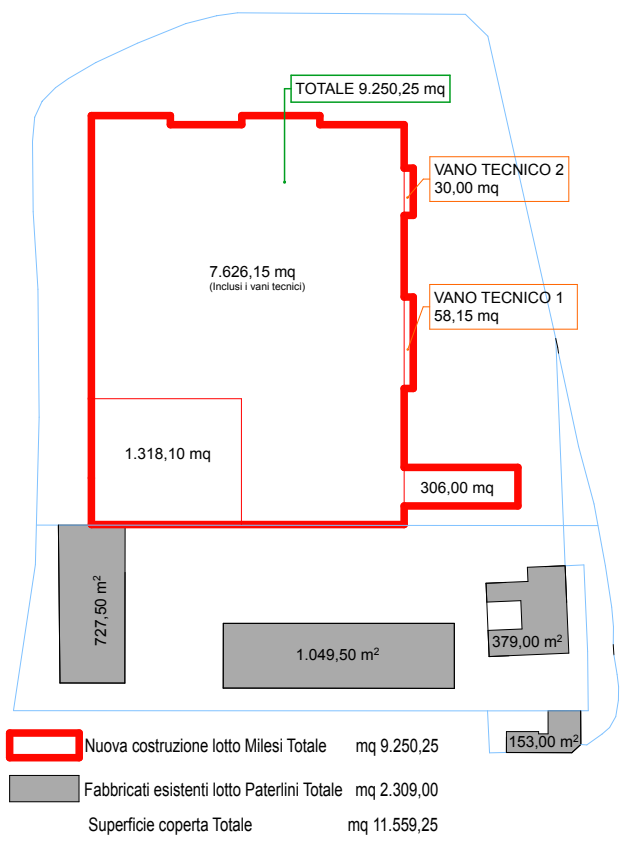 TOTALE 9.250,25 mq
VANO TECNICO 2
30,00 mq
7.626,15 mq
(Inclusi i vani tecnici)
VANO TECNICO 1
58,15 mq
1.318,10 mq
306,00 mq
727,50 m²
1.049,50 m²
379,00 m²
153,00 m²
Nuova costruzione lotto Milesi Totale mq 9.250,25
Fabbricati esistenti lotto Paterlini Totale mq 2.309,00
Superficie coperta Totale mq 11.559,25